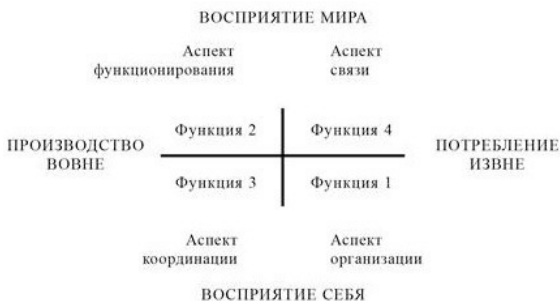 ВОСПРИЯТИЕ МИРА
Аспект функционирования
Аспект связи
Функция 2
Функция 4
ПРОИЗВОДСТВО ВОВНЕ
ПОТРЕБЛЕНИЕ ИЗВНЕ
Функция 3
Функция 1
Аспект координации
Аспект организации
ВОСПРИЯТИЕ СЕБЯ